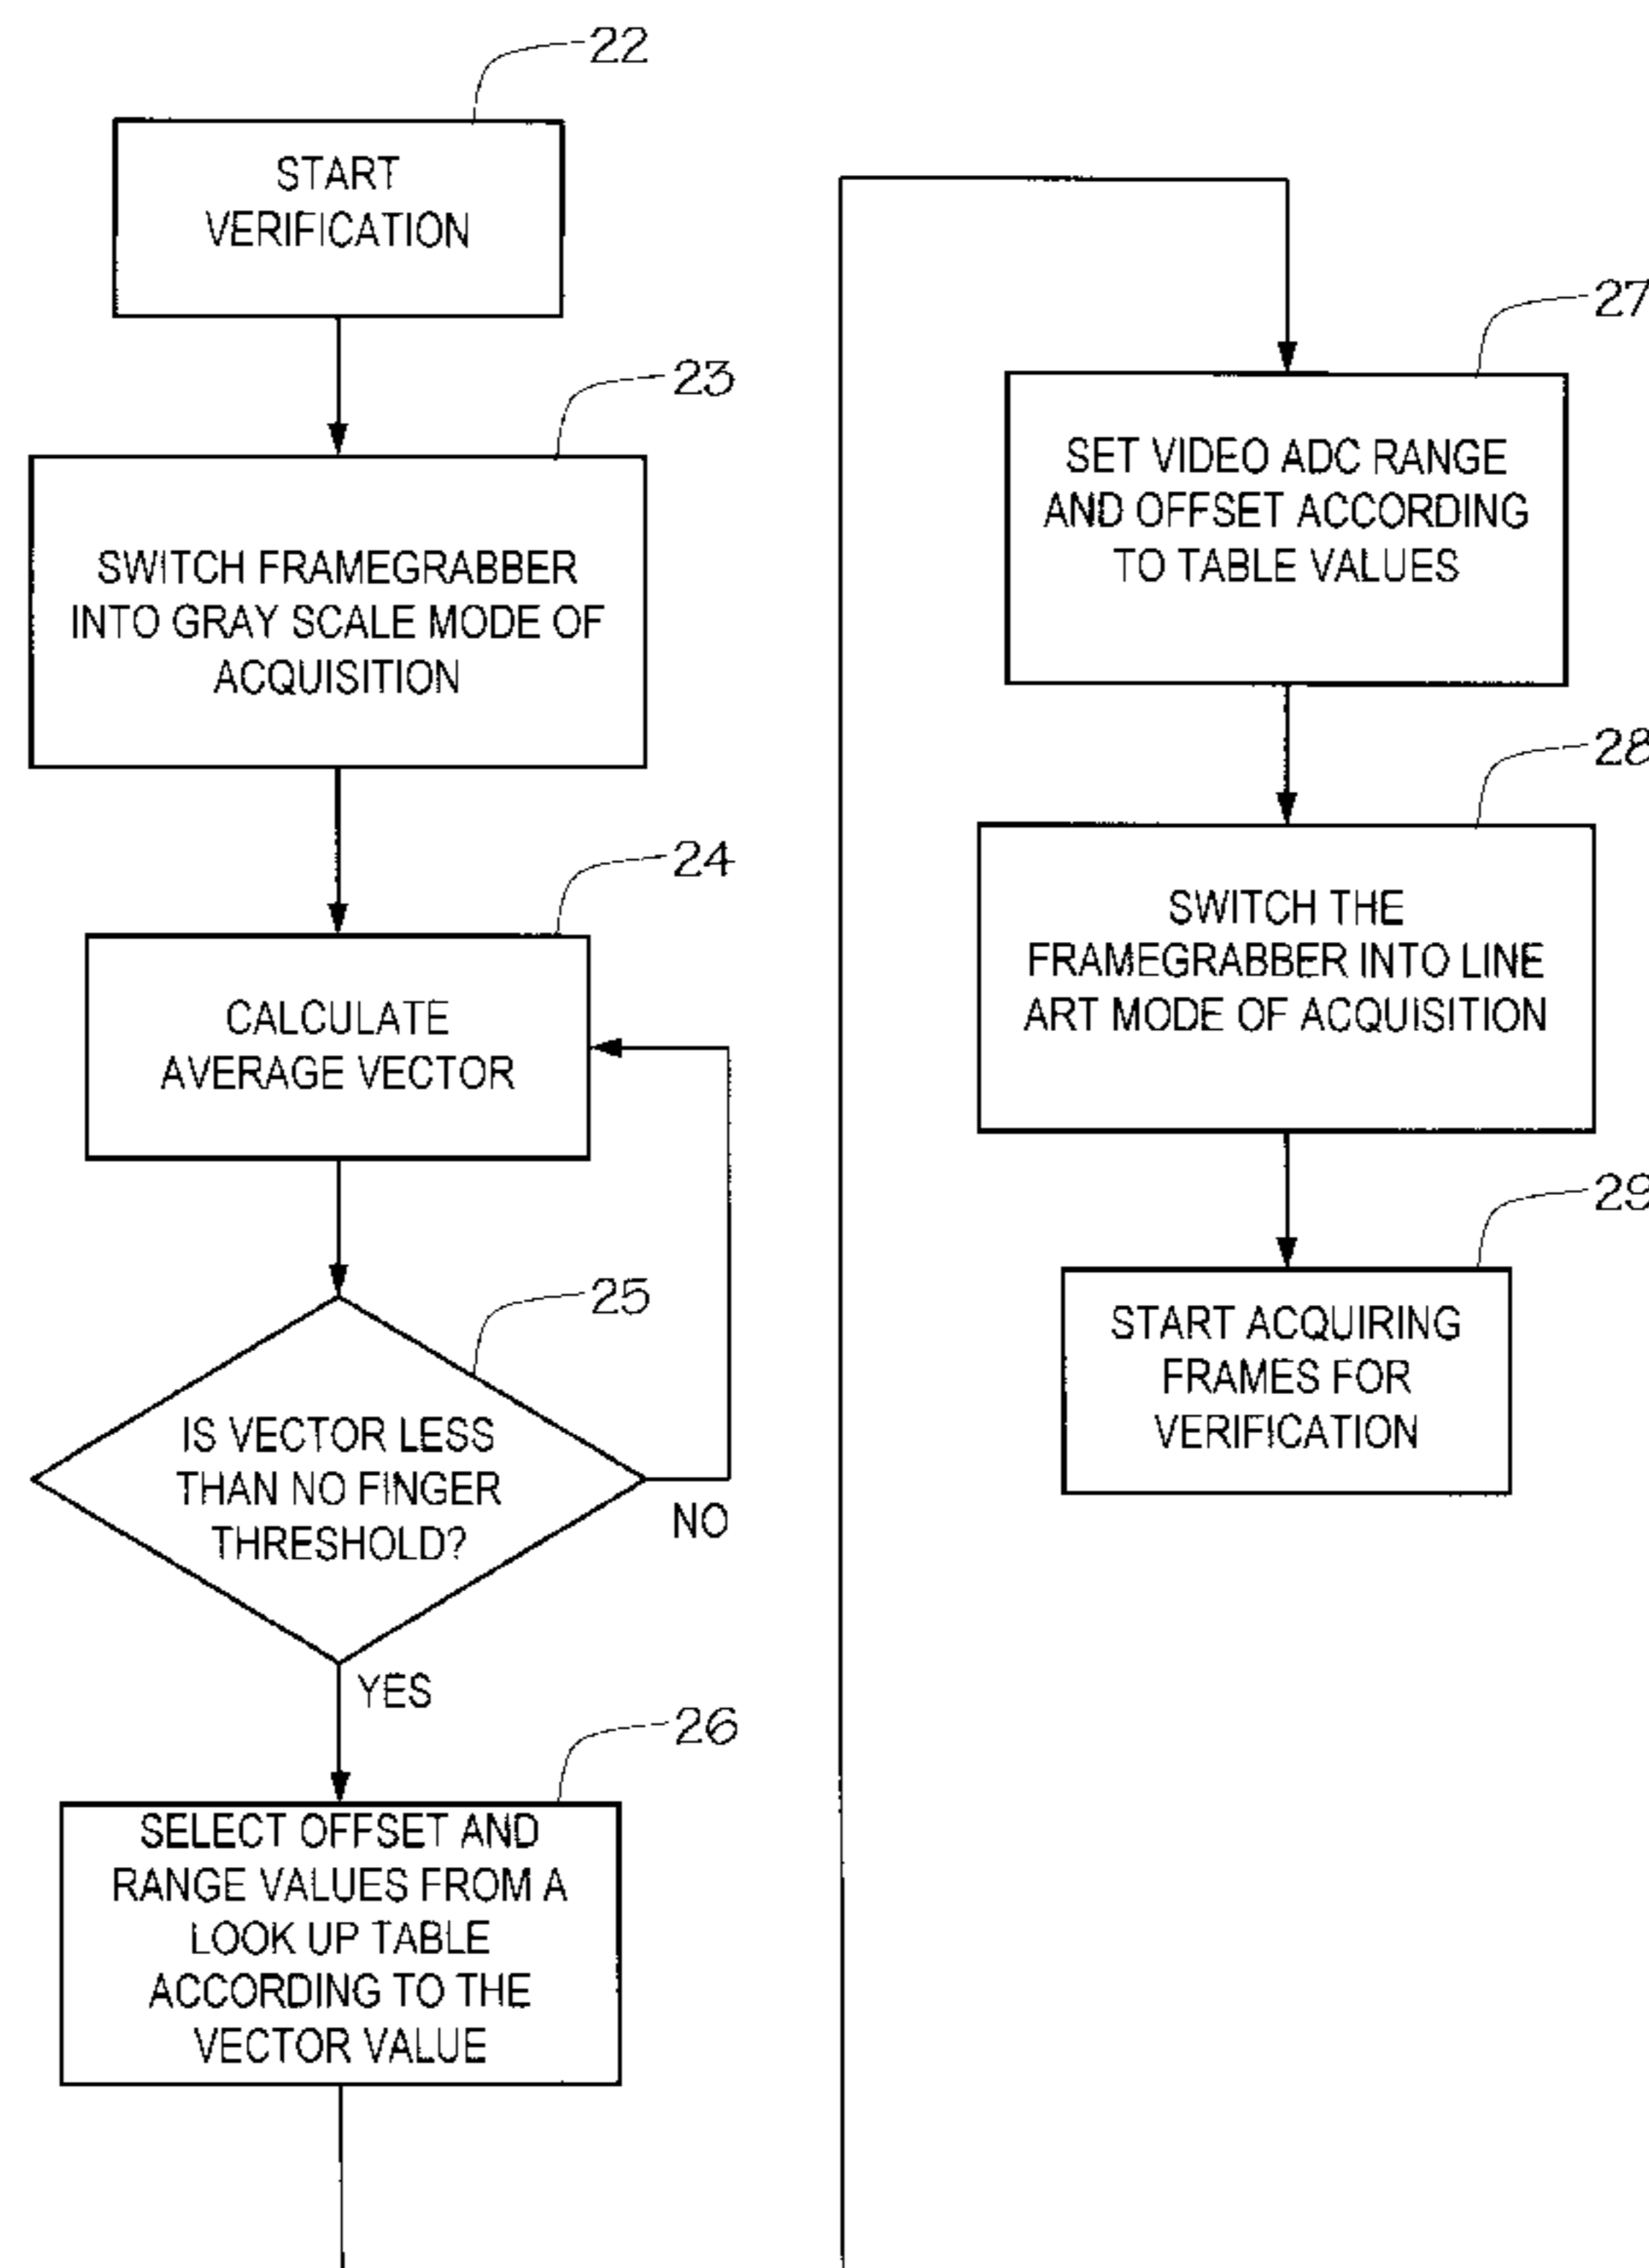 22
START
VERIFICATION
23
SWITCH FRAMEGRABBER
INTO GRAY SCALE MODE OF
ACQUISITION
24
CALCULATE
AVERAGE VECTOR
25
IS VECTOR LESS
THAN NO FINGER
THRESHOLD?
NO
YES
26
SELECT OFFSET AND
RANGE VALUES FROM A
LOOK UP TABLE
ACCORDING TO THE
VECTOR VALUE
27
SET VIDEO ADC RANGE
AND OFFSET ACCORDING
TO TABLE VALUES
28
SWITCH THE
FRAMEGRABBER INTO LINE
ART MODE OF ACQUISITION
29
START ACQUIRING
FRAMES FOR
VERIFICATION